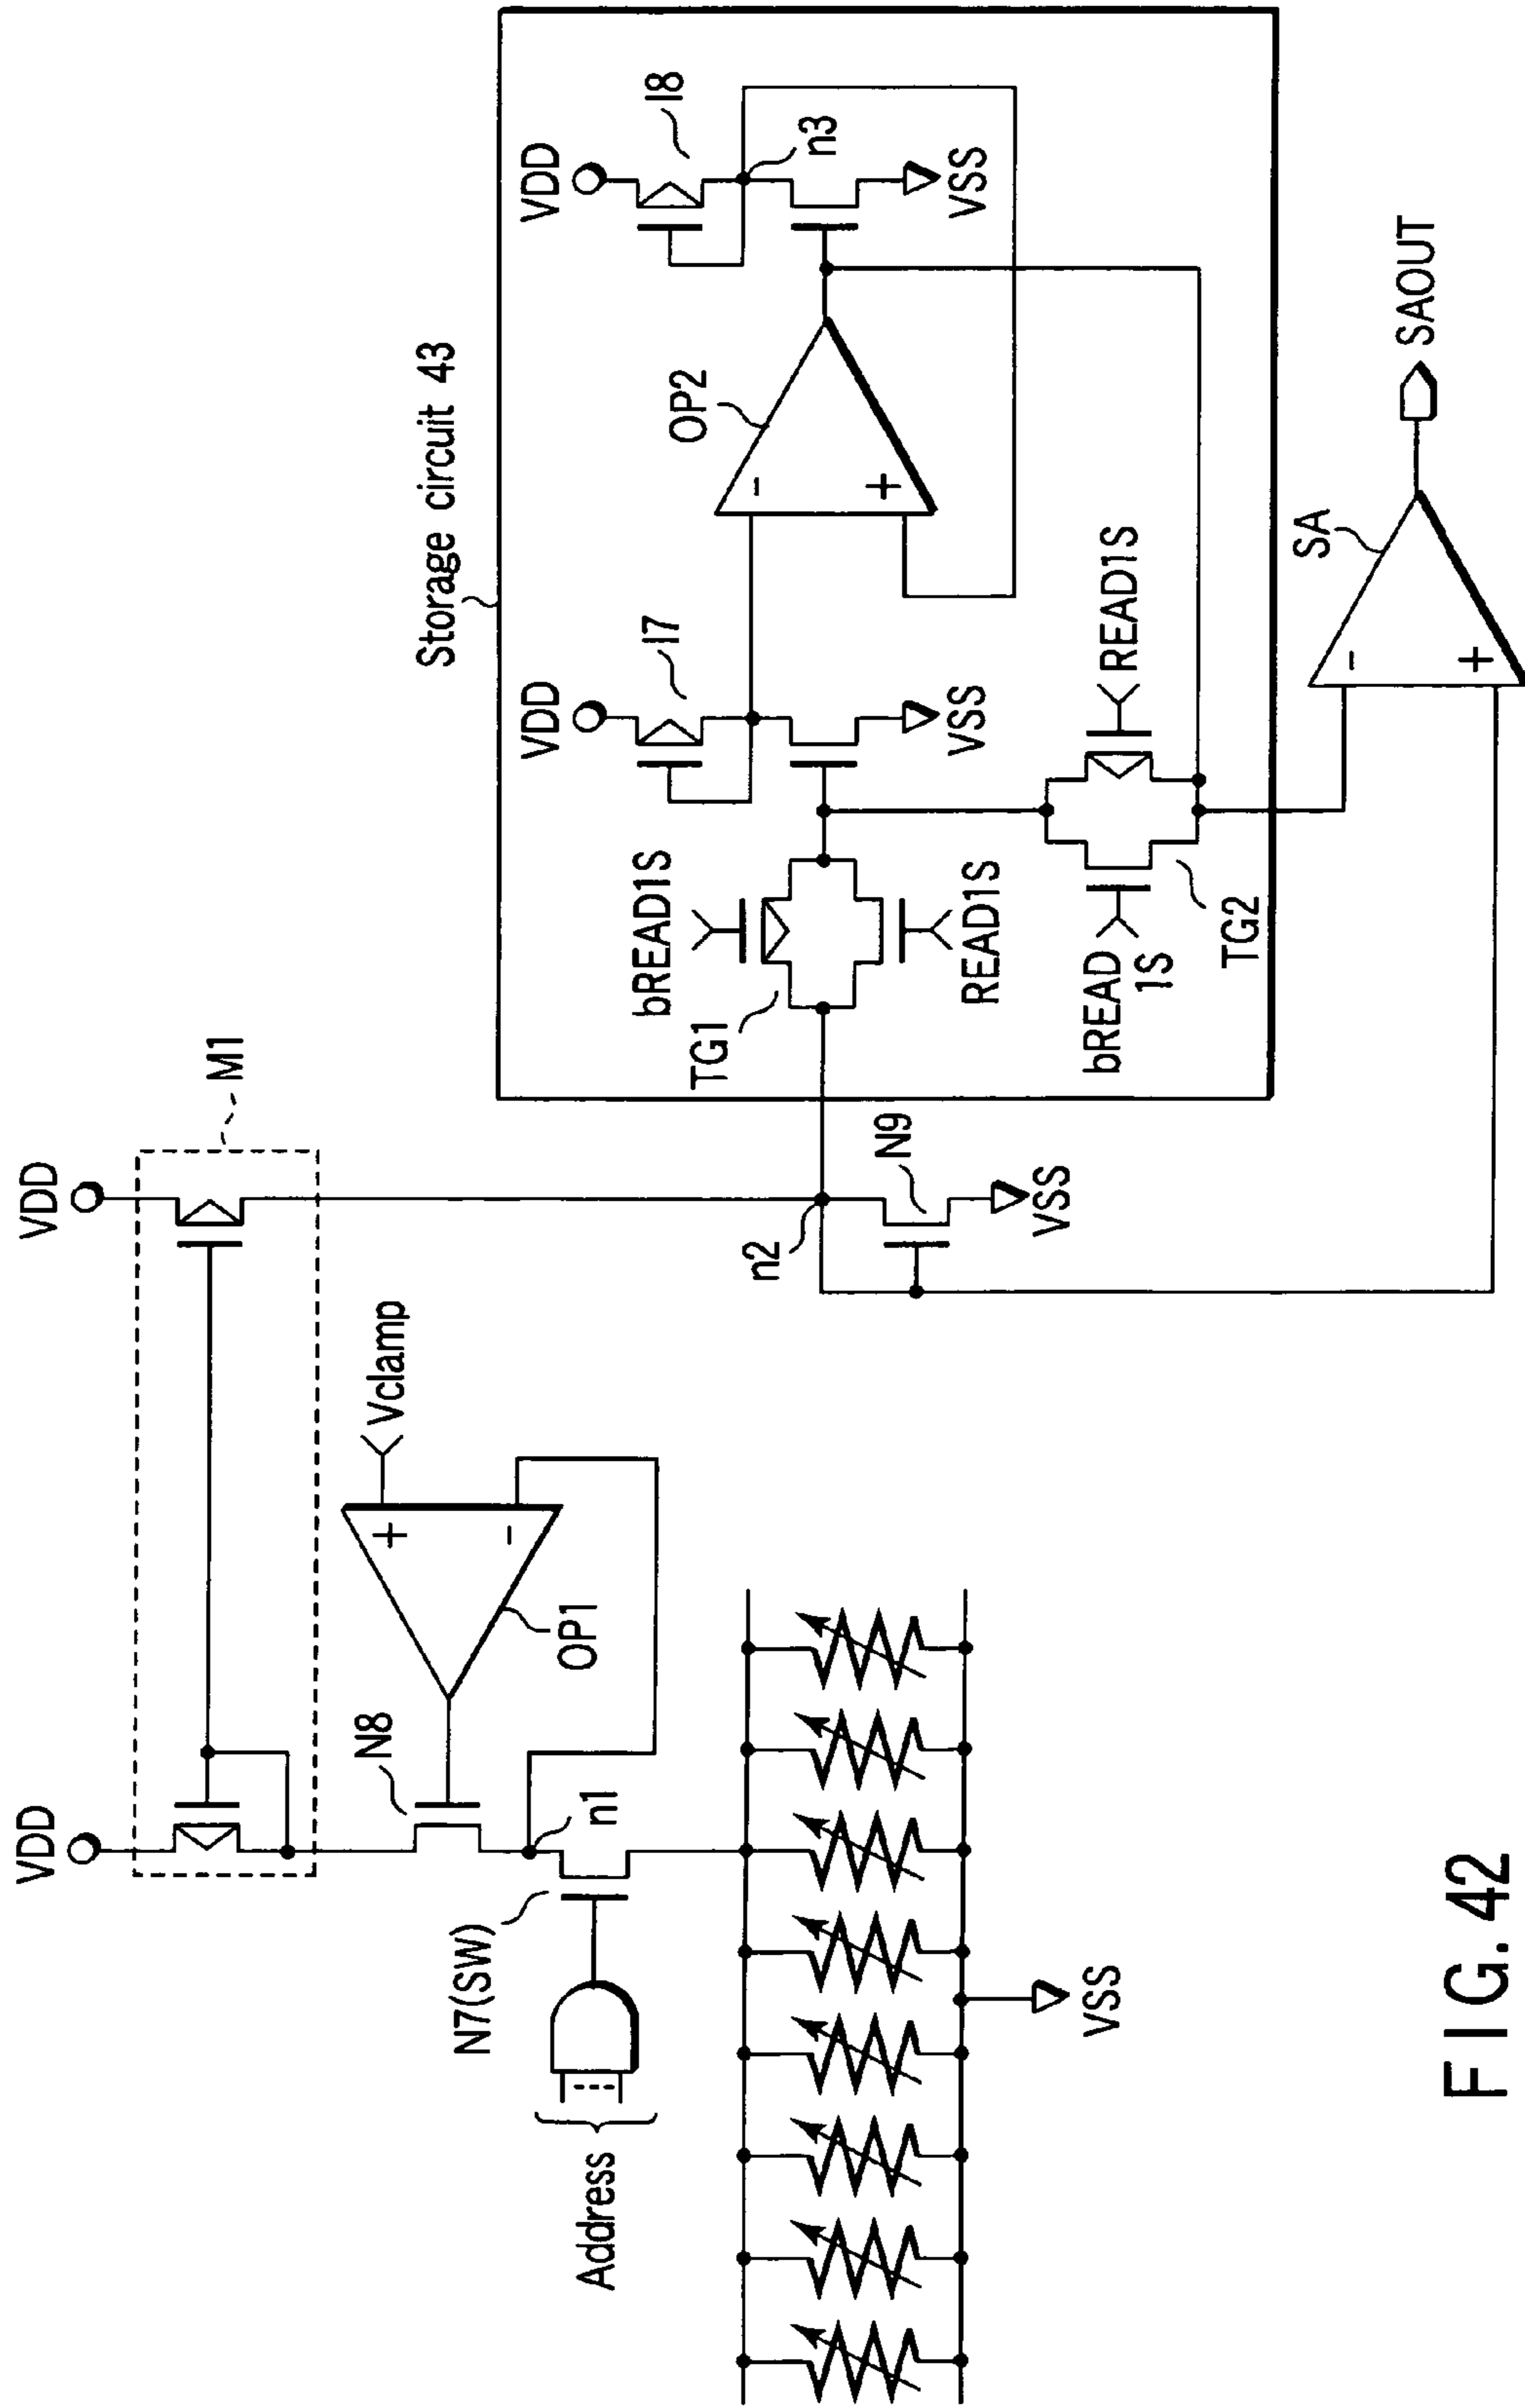 Storage circuit 43
VDD
VDD
VDD
VDD
M1
I7
I8
n3
OP2
-
+
VSS
VSS
bREAD1S
READ1S
TG1
READ1S
bREAD
1S
TG2
SA
-
+
SAOUT
n2
N9
VSS
Vclamp
+
-
OP1
N8
n1
N7(SW)
Address
VSS
FIG. 42